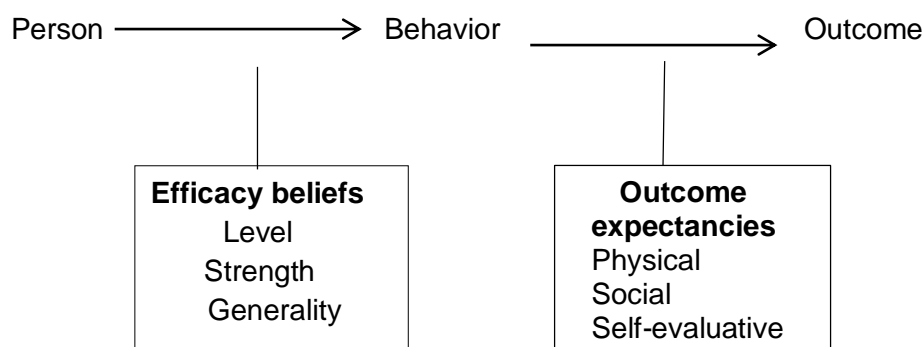 Person Behavior Outcome
Efficacy beliefs
Level
Strength
Generality
Outcome
expectancies
Physical
Social
Self-evaluative